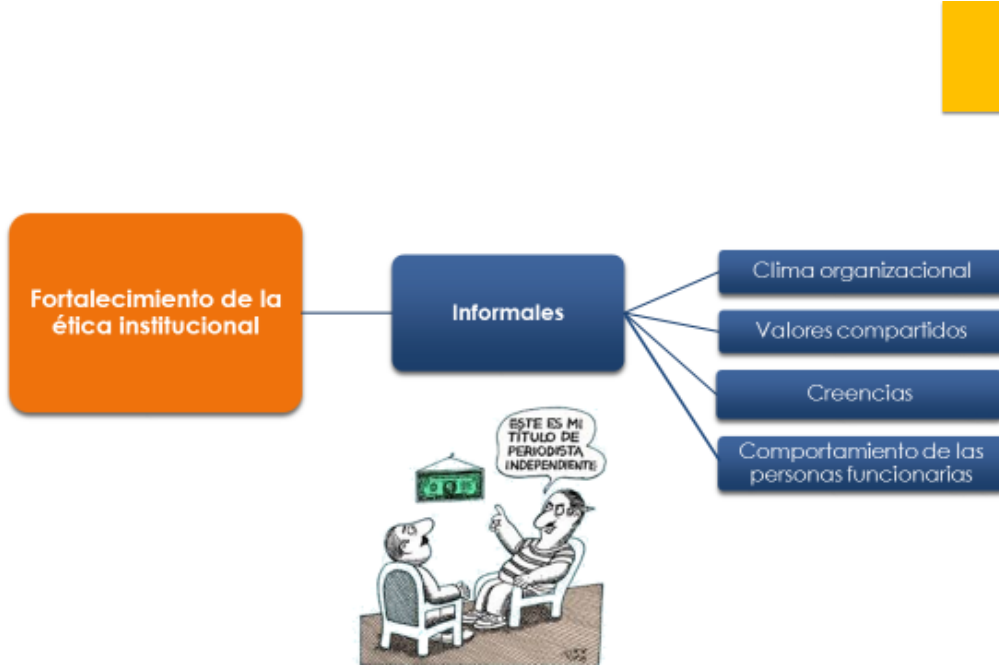 Fortalecimiento de la
ética institucional
Informales
Clima organizacional
Valores compartidos
Creencias
Comportamiento de las
personas funcionarias
ESTE ES MI
TÍTULO DE
PERIODISTA
INDEPENDIENTE